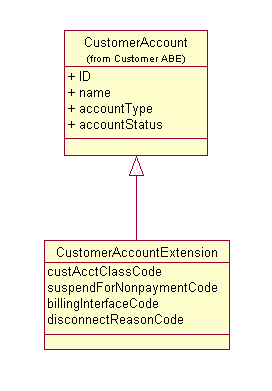 CustomerAccount
(from Customer ABE)
+ ID
+ name
+ accountType
+ accountStatus
CustomerAccountExtension
custAcctClassCode
suspendForNonpaymentCode
billingInterfaceCode
disconnectReasonCode